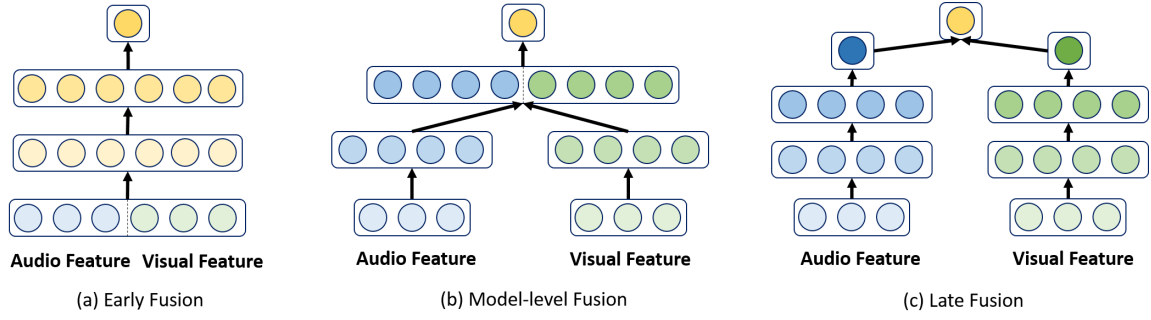 Audio Feature Visual Feature
(a) Early Fusion
Audio Feature Visual Feature
(b) Model-level Fusion
Audio Feature Visual Feature
(c) Late Fusion